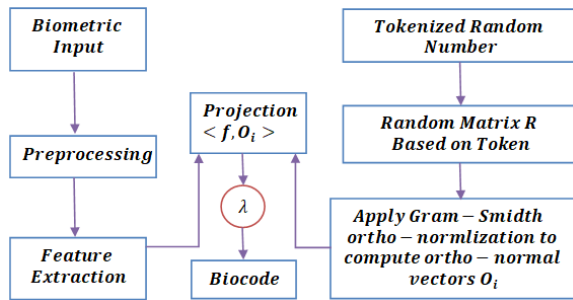 Biometric
Input
Preprocessing
Feature
Extraction
Projection
< f, O_i >
λ
Biocode
Tokenized Random
Number
Random Matrix R
Based on Token
Apply Gram − Smidth
ortho − normlization to
compute ortho − normal
vectors O_i